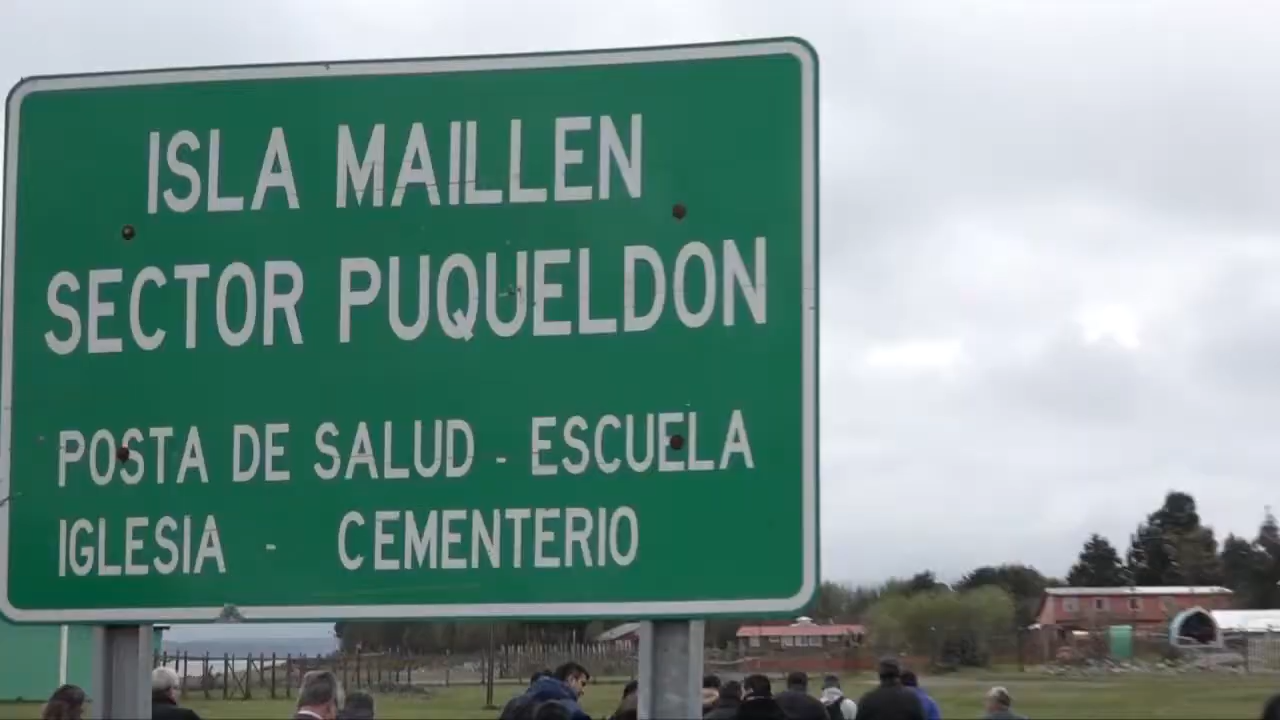 ISLA MAILLEN
SECTOR PUQUELDON
POSTA DE SALUD - ESCUELA
IGLESIA - CEMENTERIO